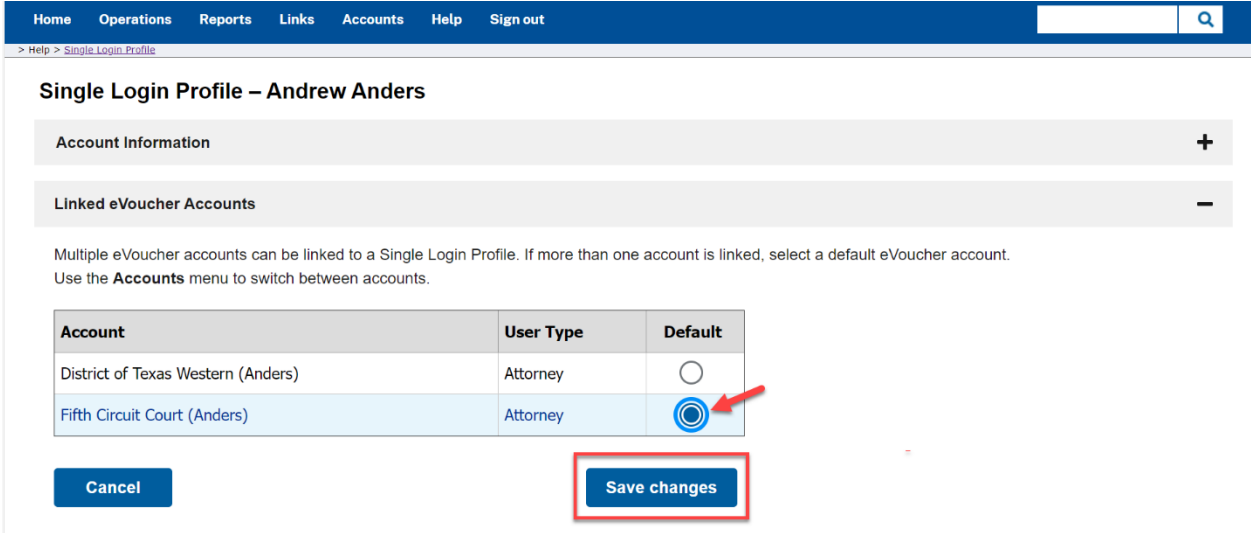 Home Operations Reports Links Accounts Help Sign out
> Help > Single Login Profile
Single Login Profile – Andrew Anders
Account Information
Linked eVoucher Accounts
Multiple eVoucher accounts can be linked to a Single Login Profile. If more than one account is linked, select a default eVoucher account.
Use the Accounts menu to switch between accounts.
Account User Type Default
District of Texas Western (Anders) Attorney
Fifth Circuit Court (Anders) Attorney
Cancel Save changes